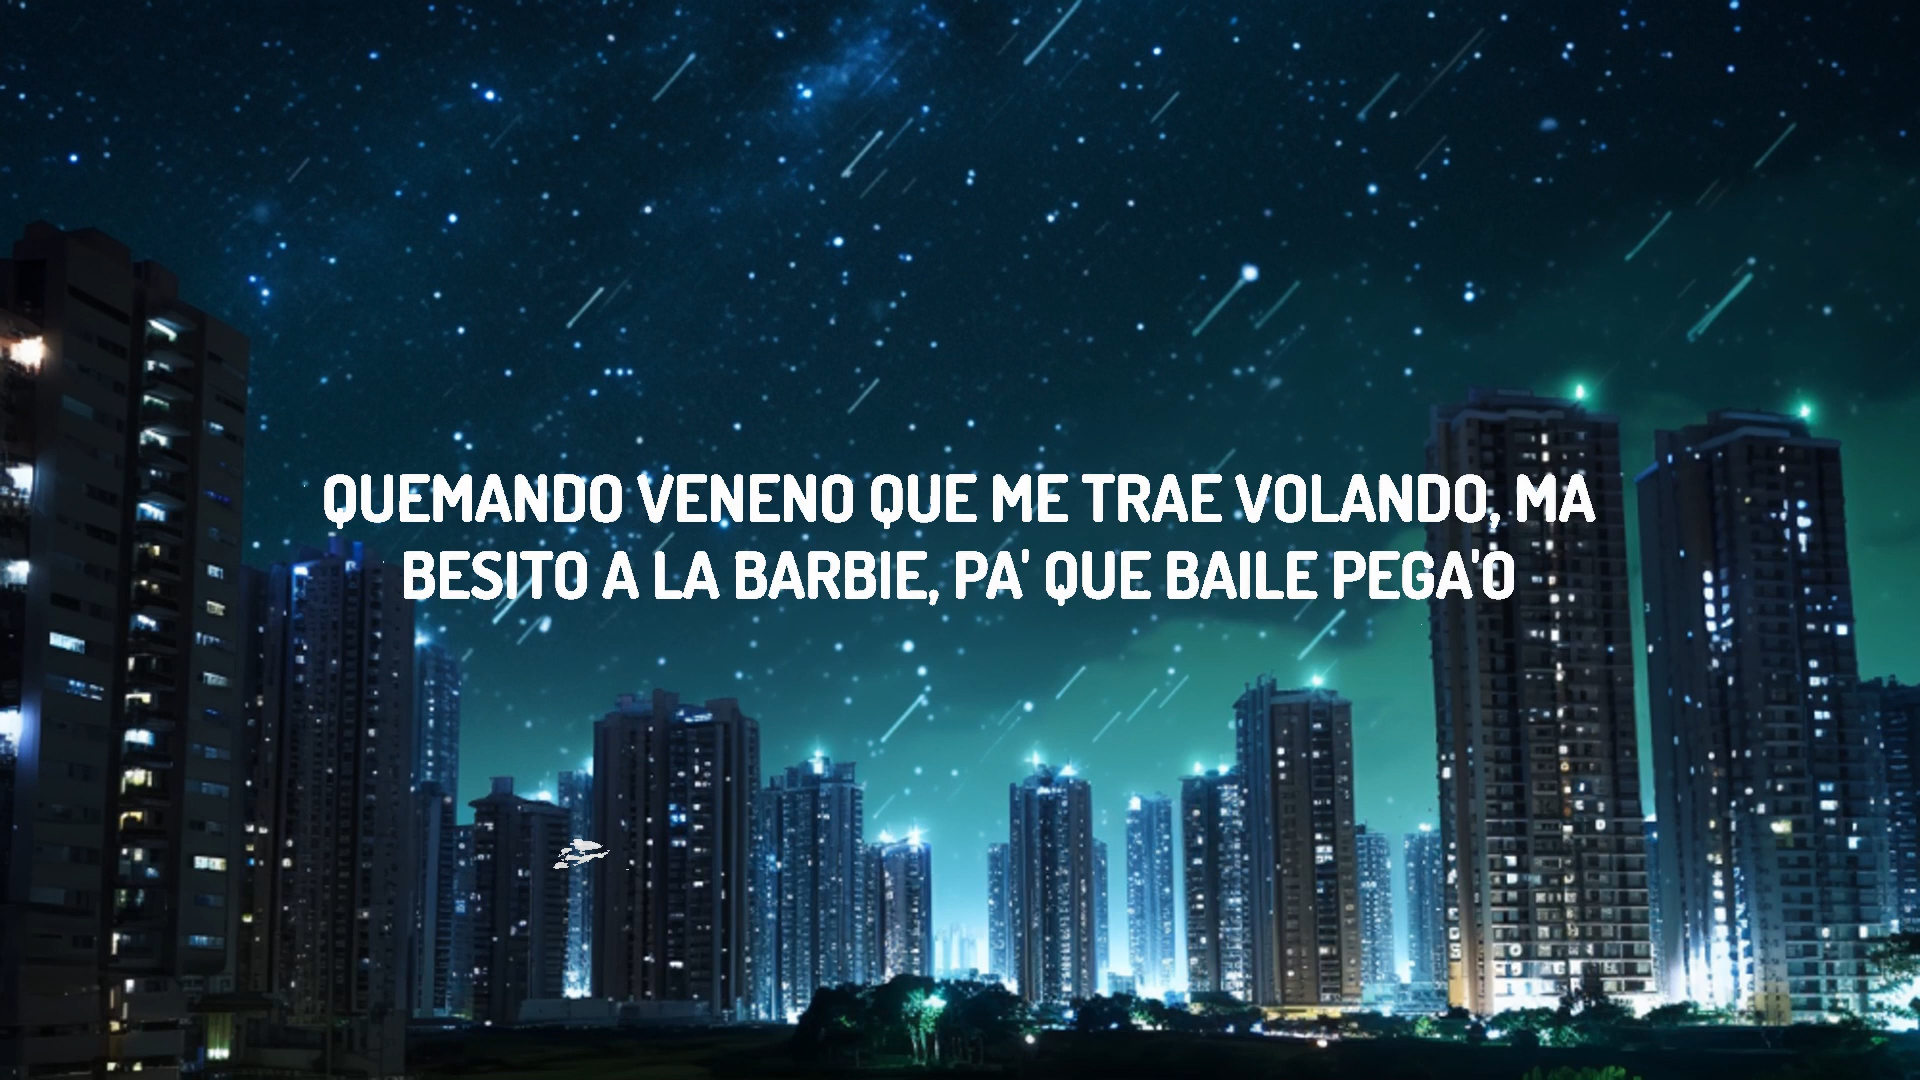 QUEMANDO VENENO QUE ME TRAE VOLANDO, MA
BESITO A LA BARBIE, PA' QUE BAILE PEGA'O